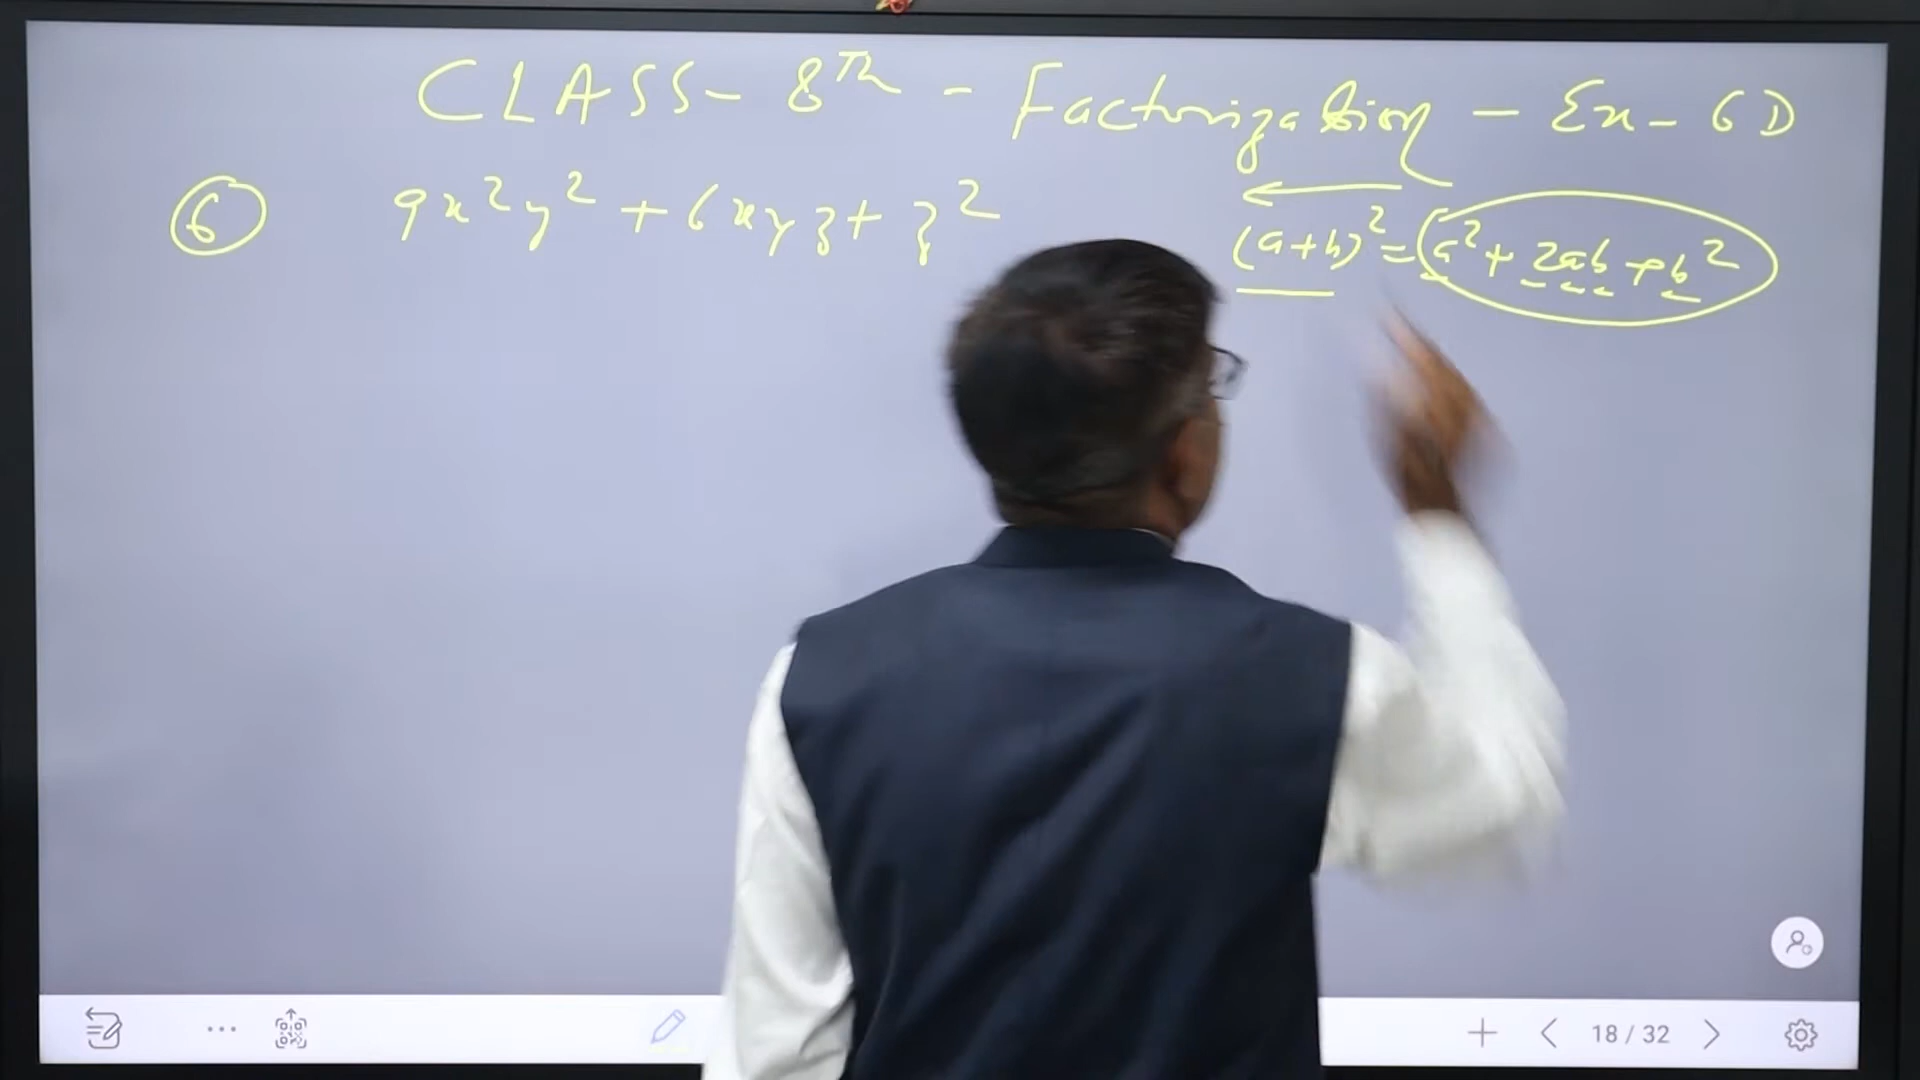 CLASS - 8Th - Factorization - Ex - 6D
6 9x²y² + 6xyz + z²
(a+b)² = a² + 2ab + b²
18 / 32